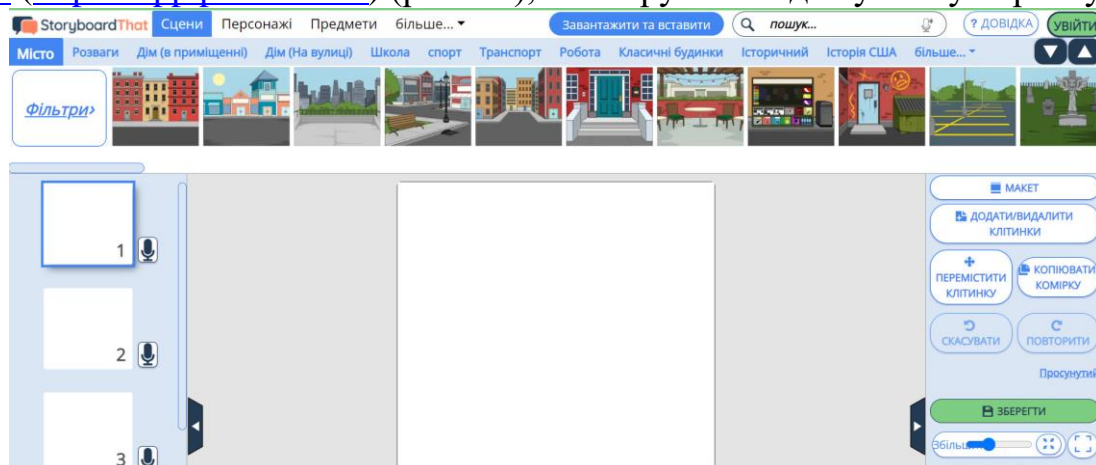 StoryboardThat Сцени Персонажі Предмети більше... Завантажити та вставити пошук... ? ДОВІДКА УВІЙТИ
Місто Розваги Дім (в приміщенні) Дім (На вулиці) Школа спорт Транспорт Робота Класичні будинки Історичний Історія США більше...
Фільтри>
1
2
3
МАКЕТ
ДОДАТИ/ВИДАЛИТИ
КЛІТИНКИ
ПЕРЕМІСТИТИ
КЛІТИНКУ
КОПІЮВАТИ
КОМІРКУ
СКАСУВАТИ
ПОВТОРИТИ
Просунутий
ЗБЕРЕГТИ